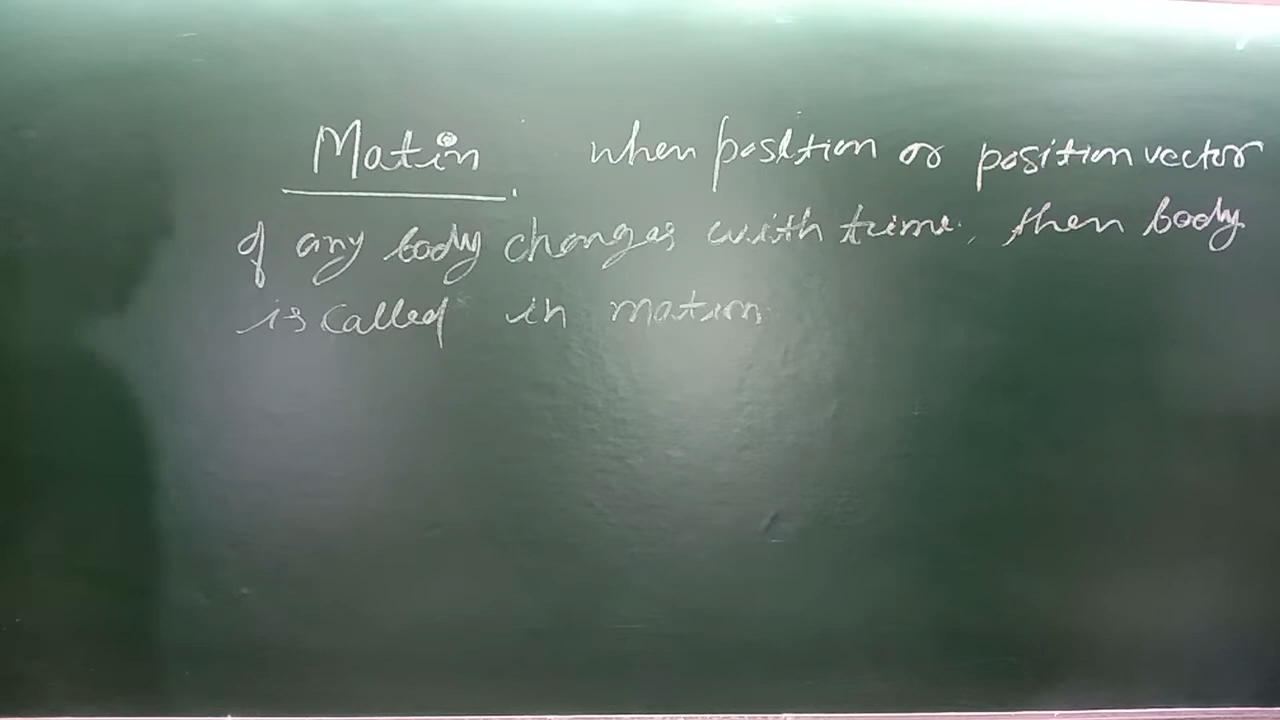 Motion when position or position vector
of any body changes with time, then body
is called in motion